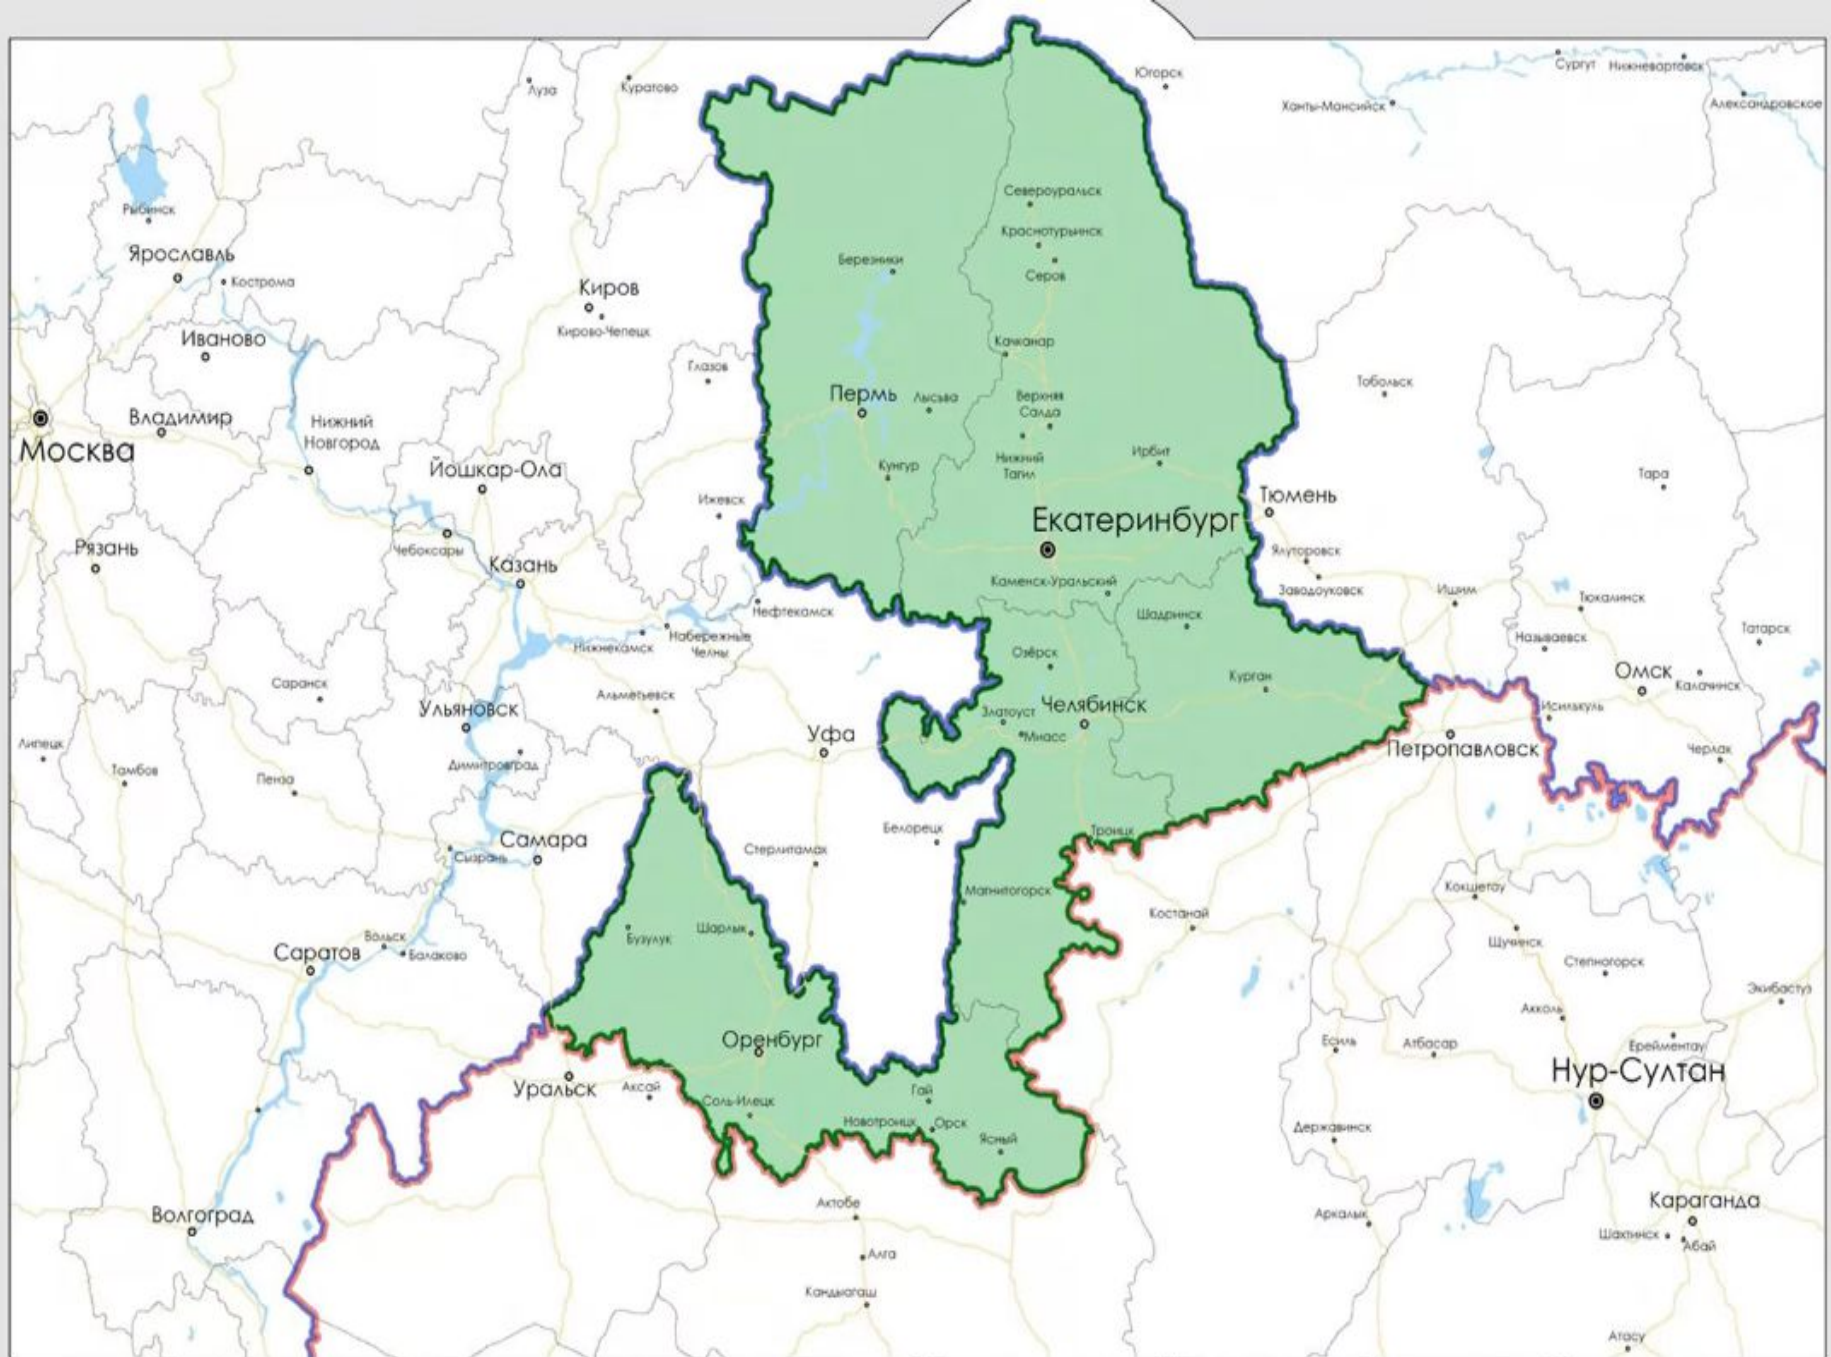 Сургут
Нижневартовск
Югорск
Луза
Куратово
Ханты-Мансийск
Александровское
Североуральск
Рыбинск
Краснотурьинск
Ярославль
Березники
Серов
Кострома
Киров
Кирово-Чепецк
Иваново
Качканар
Глазов
Тобольск
Пермь
Лысьва
Верхняя
Салда
Владимир
Нижний
Новгород
Москва
Ирбит
Нижний
Тагил
Кунгур
Йошкар-Ола
Тара
Ижевск
Тюмень
Екатеринбург
Рязань
Чебоксары
Ялуторовск
Казань
Каменск-Уральский
Заводоуковск
Ишим
Тюкалинск
Нефтекамск
Шадринск
Набережные
Челны
Называевск
Татарск
Нижнекамск
Озёрск
Омск
Курган
Саранск
Калачинск
Альметьевск
Ульяновск
Златоуст
Челябинск
Исилькуль
Уфа
Миасс
Липецк
Петропавловск
Черлак
Димитровград
Тамбов
Пенза
Белорецк
Троицк
Самара
Стерлитамак
Сызрань
Магнитогорск
Кокшетау
Костанай
Шарлык
Бузулук
Вольск
Щучинск
Саратов
Балаково
Степногорск
Экибастуз
Акколь
Оренбург
Есиль
Атбасар
Ерейментау
Нур-Султан
Уральск
Аксай
Гай
Соль-Илецк
Новотроицк
Орск
Державинск
Ясный
Актобе
Караганда
Волгоград
Аркалык
Шахтинск
Абай
Алга
Кандыагаш
Атасу